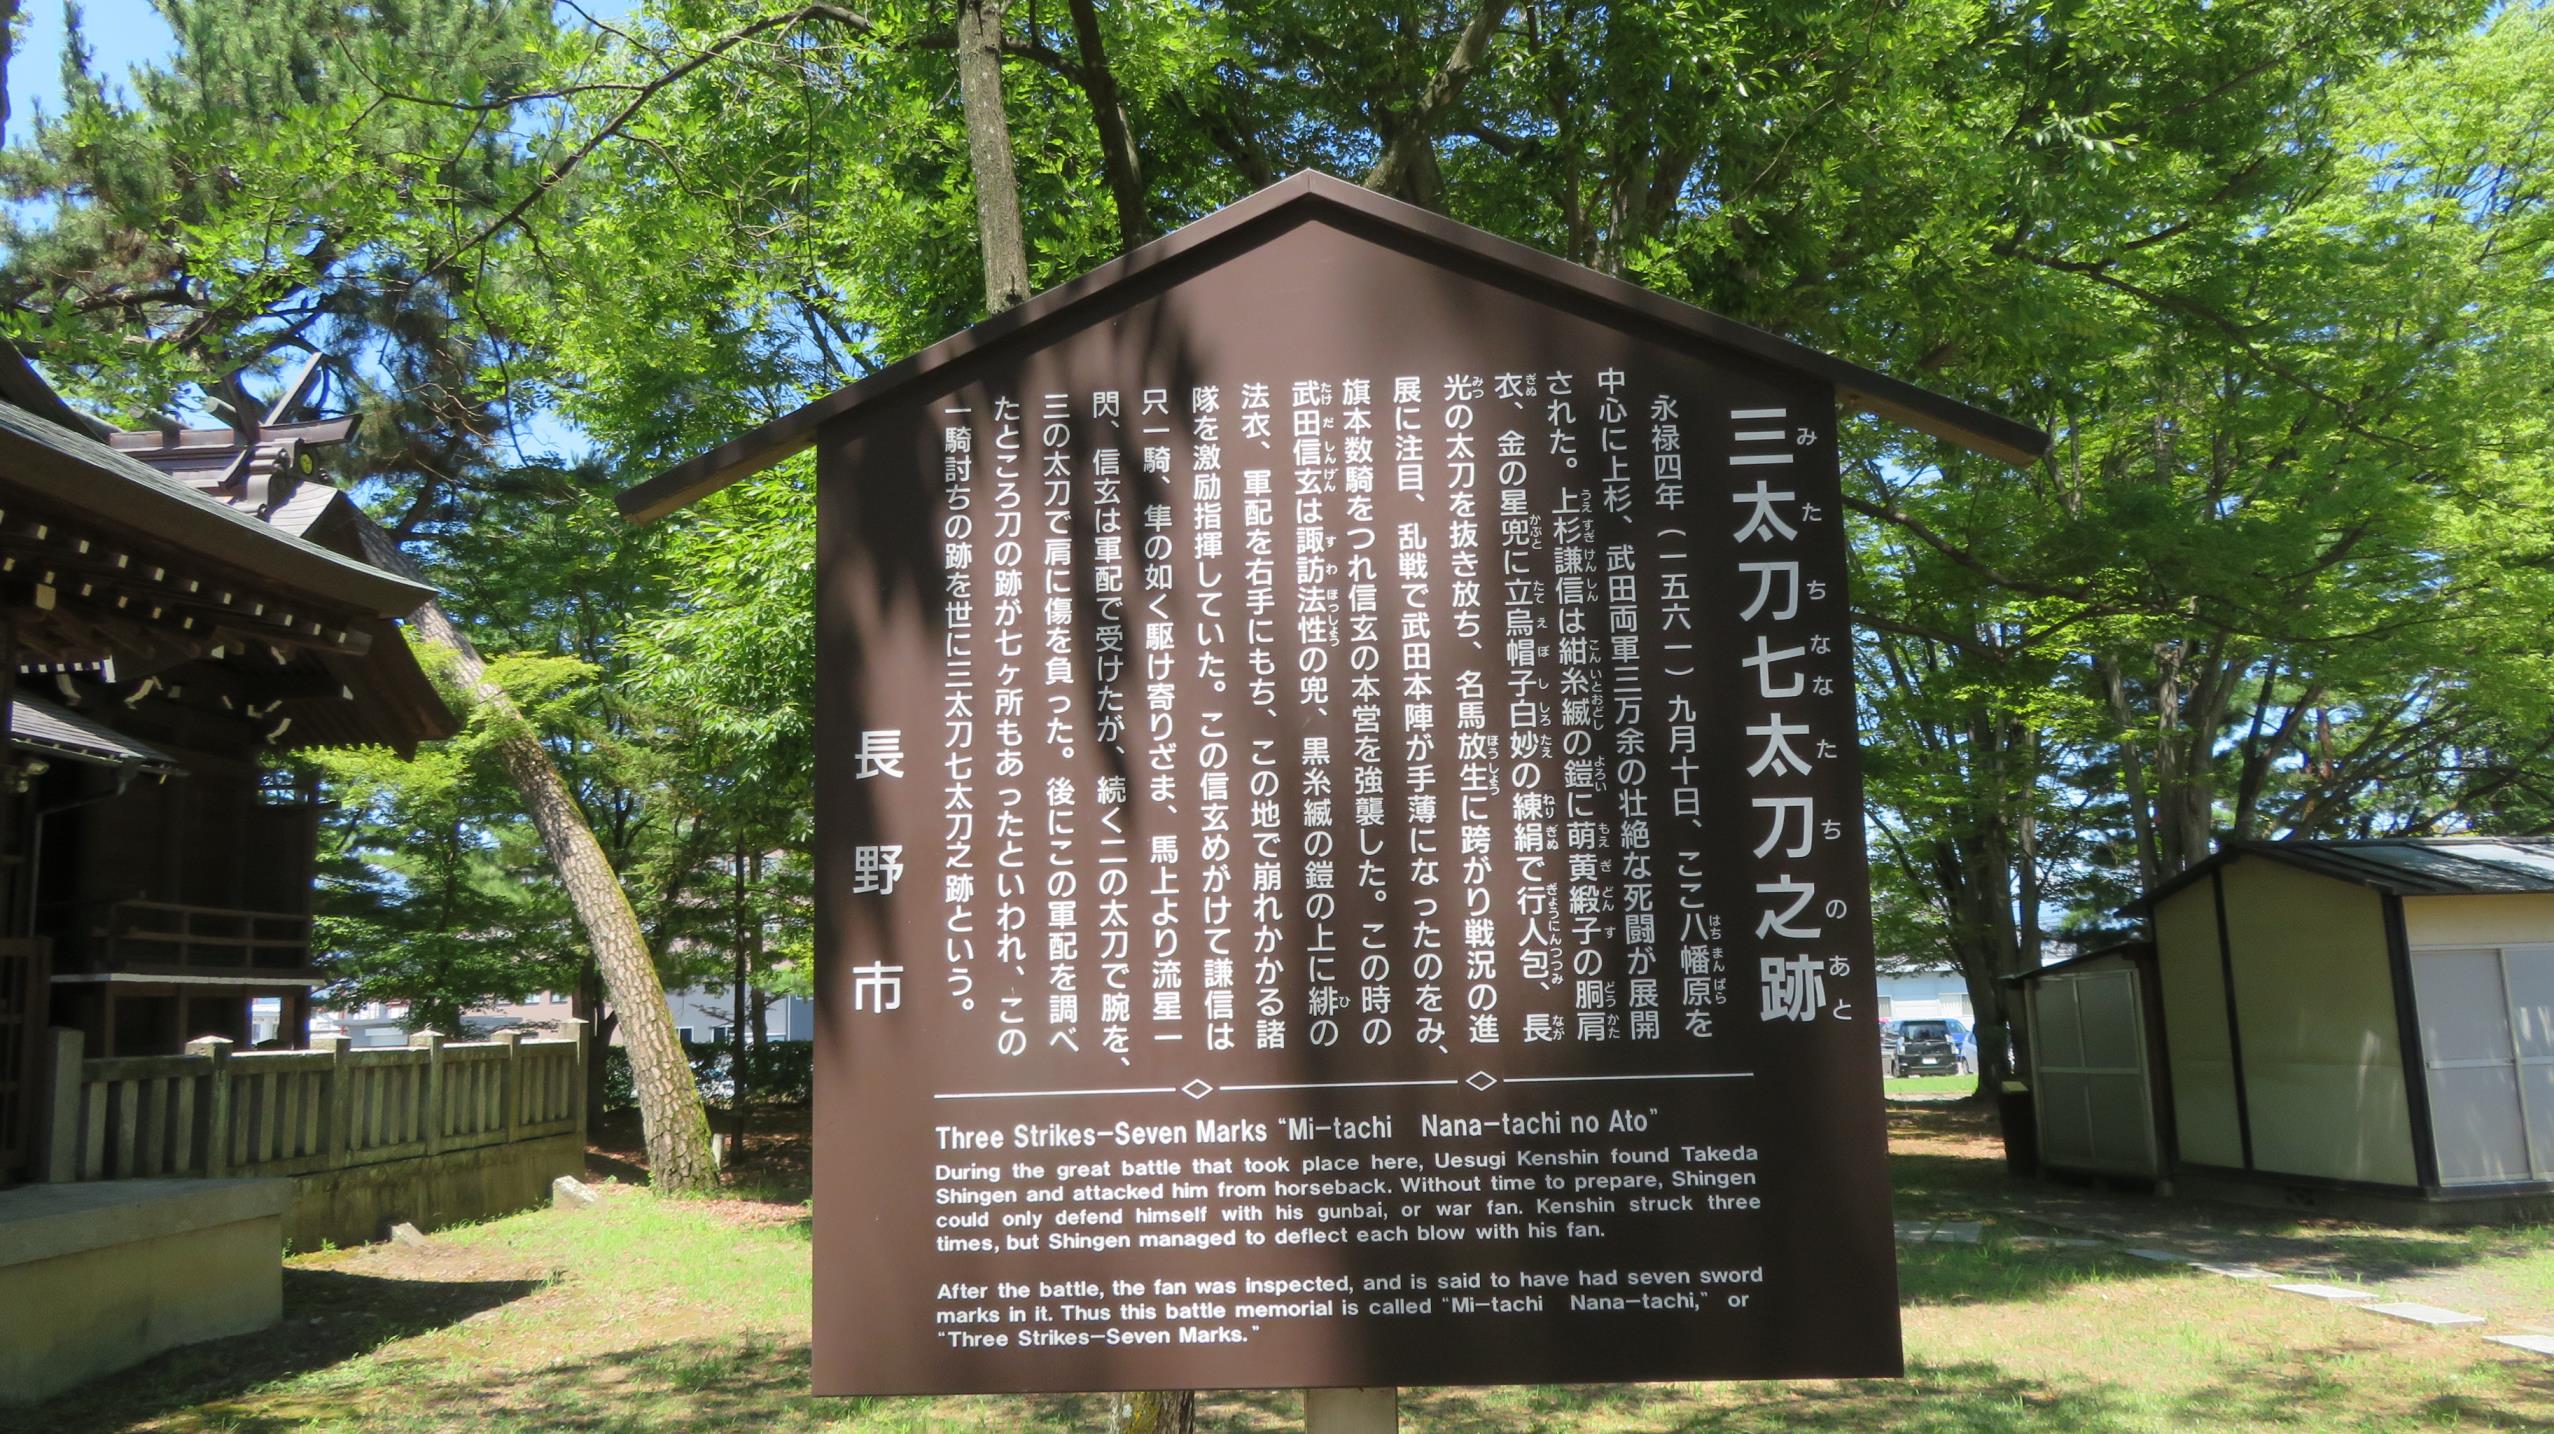 三太刀七太刀之跡
みたちなななたちのあと
永禄四年（一五六一）九月十日、ここ八幡原を
中心に上杉、武田両軍三万余の壮絶な死闘が展開
された。上杉謙信は紺糸縅の鎧に萌黄緞子の胴肩
衣、金の星兜に立烏帽子白妙の練絹で行人包、長
光の太刀を抜き放ち、名馬放生に跨がり戦況の進
展に注目、乱戦で武田本陣が手薄になったのをみ、
旗本数騎をつれ信玄の本営を強襲した。この時の
武田信玄は諏訪法性の兜、黒糸縅の鎧の上に緋の
法衣、軍配を右手にもち、この地で崩れかかる諸
隊を激励指揮していた。この信玄めがけて謙信は
只一騎、隼の如く駆け寄りざま、馬上より流星一
閃、信玄は軍配で受けたが、続く二の太刀で腕を、
三の太刀で肩に傷を負った。後にこの軍配を調べ
たところ刀の跡が七ヶ所もあったといわれ、この
一騎討ちの跡を世に三太刀七太刀之跡という。
長野市
Three Strikes–Seven Marks “Mi–tachi Nana–tachi no Ato”
During the great battle that took place here, Uesugi Kenshin found Takeda
Shingen and attacked him from horseback. Without time to prepare, Shingen
could only defend himself with his gunbai, or war fan. Kenshin struck three
times, but Shingen managed to deflect each blow with his fan.
After the battle, the fan was inspected, and is said to have had seven sword
marks in it. Thus this battle memorial is called “Mi–tachi Nana–tachi,” or
“Three Strikes–Seven Marks.”